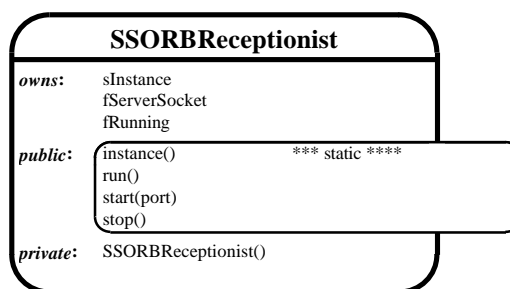 SSORBReceptionist
owns: sInstance
fServerSocket
fRunning
public: instance() *** static ****
run()
start(port)
stop()
private: SSORBReceptionist()